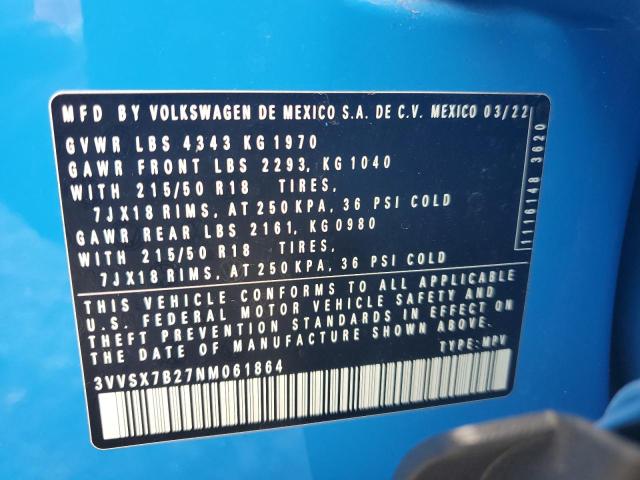 MFD BY VOLKSWAGEN DE MEXICO S.A. DE C.V. MEXICO 03/22
GVWR LBS 4343 KG 1970
GAWR FRONT LBS 2293, KG 1040
WITH 215/50 R18 TIRES,
7JX18 RIMS, AT 250 KPA, 36 PSI COLD
GAWR REAR LBS 2161, KG 0980
WITH 215/50 R18 TIRES,
7JX18 RIMS, AT 250 KPA, 36 PSI COLD
THIS VEHICLE CONFORMS TO ALL APPLICABLE
U.S. FEDERAL MOTOR VEHICLE SAFETY AND
THEFT PREVENTION STANDARDS IN EFFECT ON
THE DATE OF MANUFACTURE SHOWN ABOVE.
TYPE: MPV
3VVSX7B27NM061864
1116148 3620